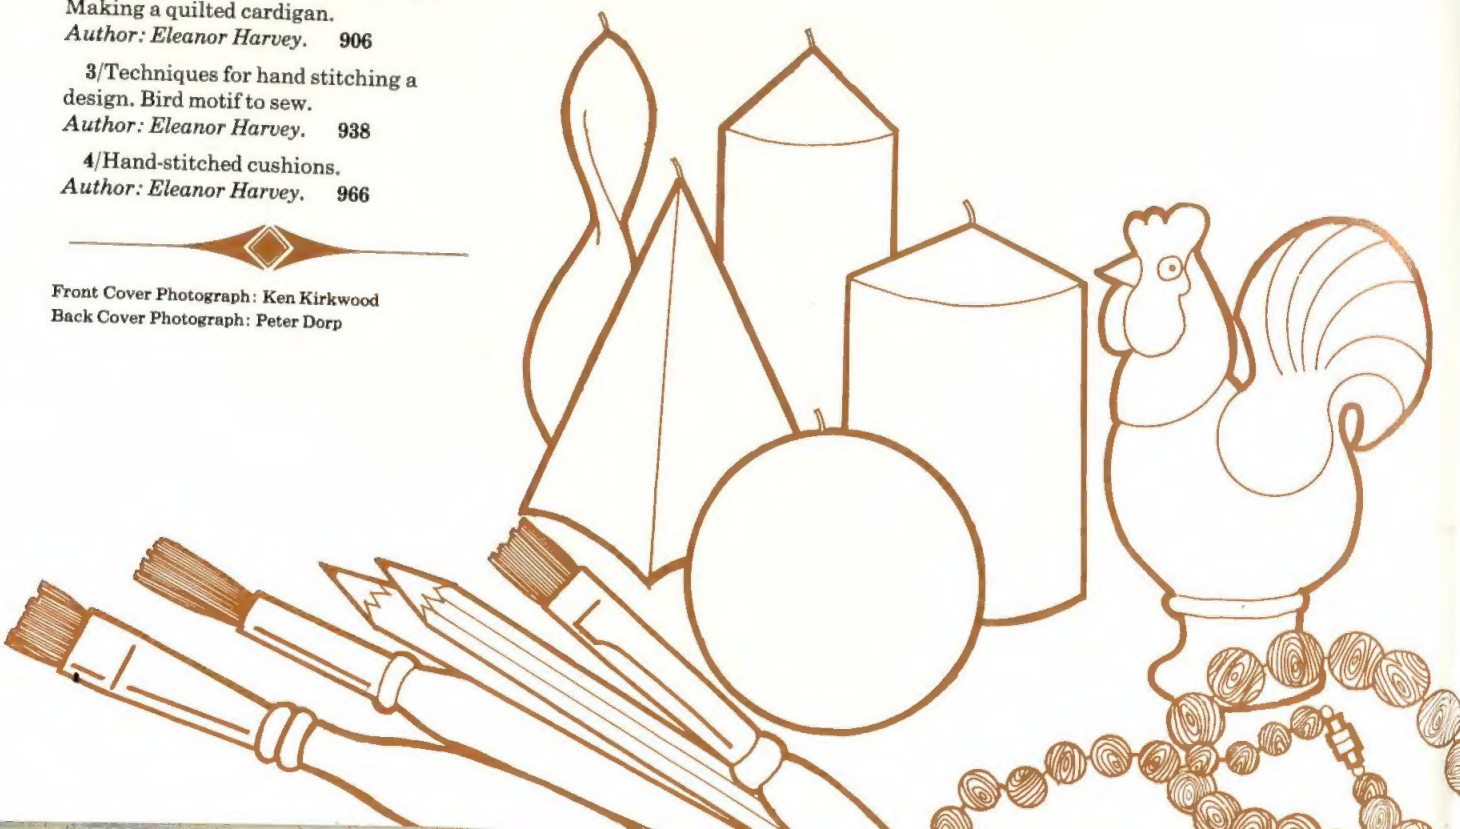 Making a quilted cardigan.
Author: Eleanor Harvey. 906
3/Techniques for hand stitching a
design. Bird motif to sew.
Author: Eleanor Harvey. 938
4/Hand-stitched cushions.
Author: Eleanor Harvey. 966
Front Cover Photograph: Ken Kirkwood
Back Cover Photograph: Peter Dorp